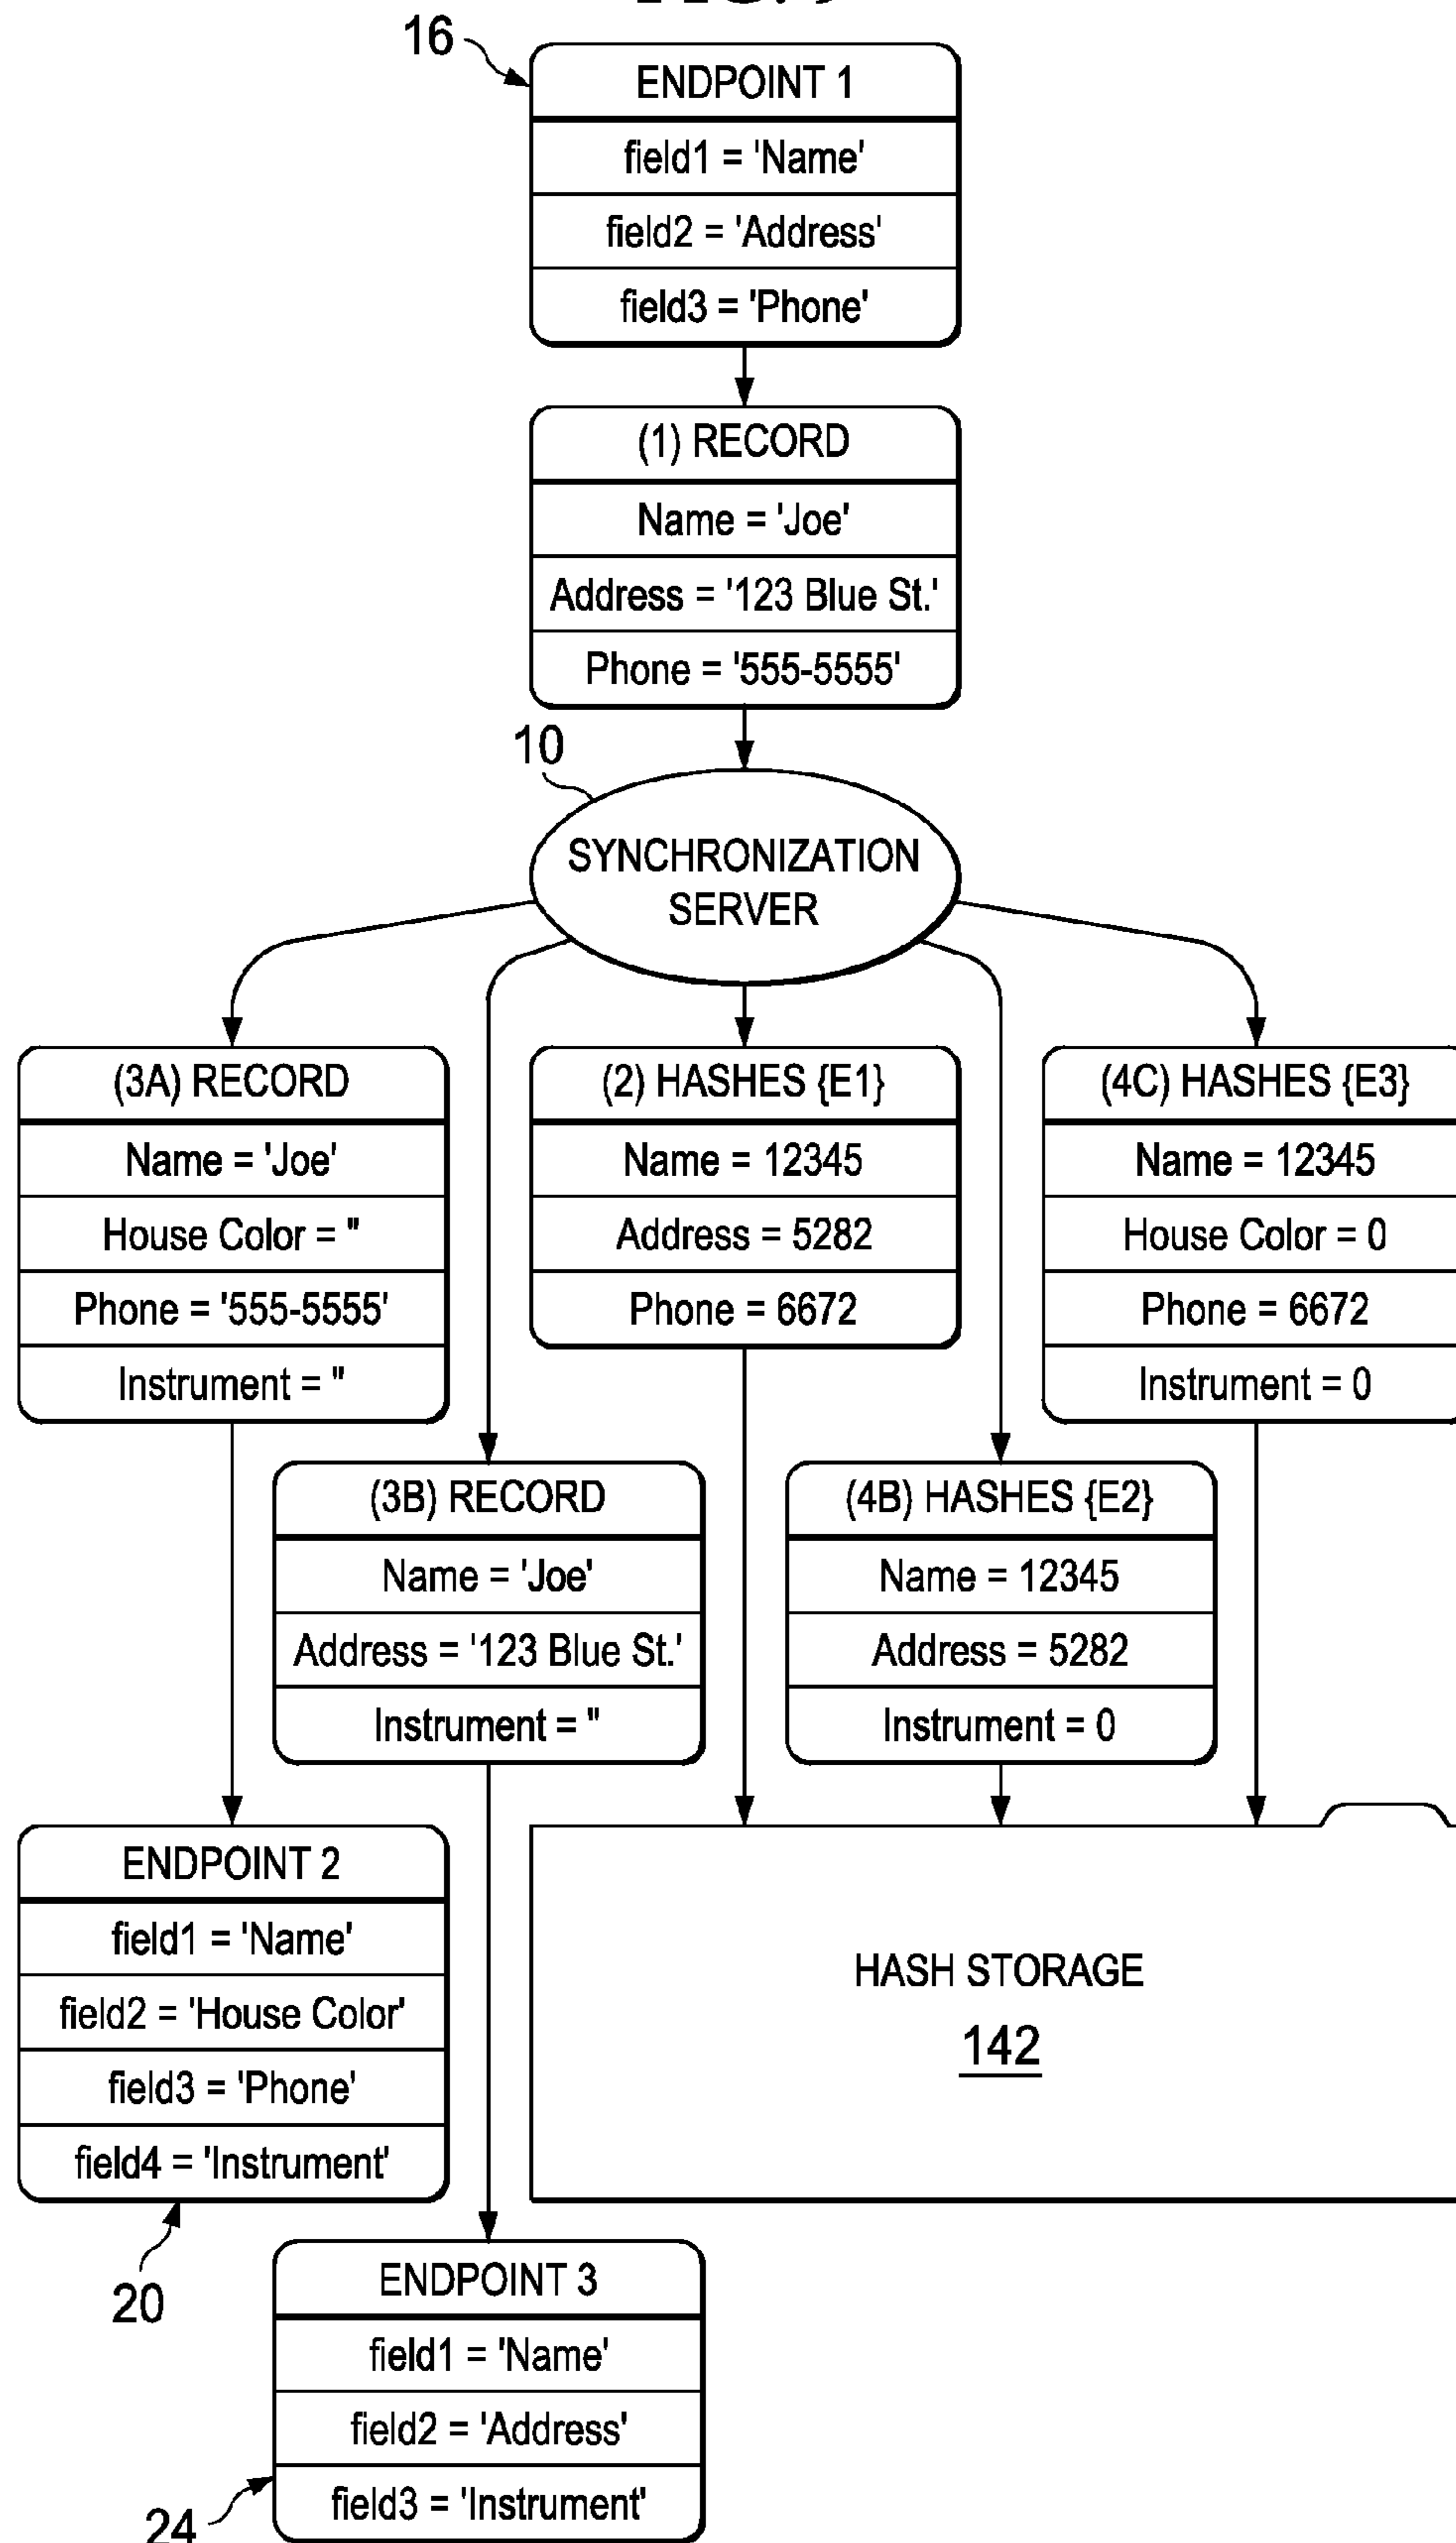 16
ENDPOINT 1
field1 = 'Name'
field2 = 'Address'
field3 = 'Phone'
(1) RECORD
Name = 'Joe'
Address = '123 Blue St.'
Phone = '555-5555'
10
SYNCHRONIZATION
SERVER
(3A) RECORD
Name = 'Joe'
House Color = ''
Phone = '555-5555'
Instrument = ''
(2) HASHES {E1}
Name = 12345
Address = 5282
Phone = 6672
(4C) HASHES {E3}
Name = 12345
House Color = 0
Phone = 6672
Instrument = 0
(3B) RECORD
Name = 'Joe'
Address = '123 Blue St.'
Instrument = ''
(4B) HASHES {E2}
Name = 12345
Address = 5282
Instrument = 0
ENDPOINT 2
field1 = 'Name'
field2 = 'House Color'
field3 = 'Phone'
field4 = 'Instrument'
20
HASH STORAGE
142
ENDPOINT 3
field1 = 'Name'
field2 = 'Address'
field3 = 'Instrument'
24